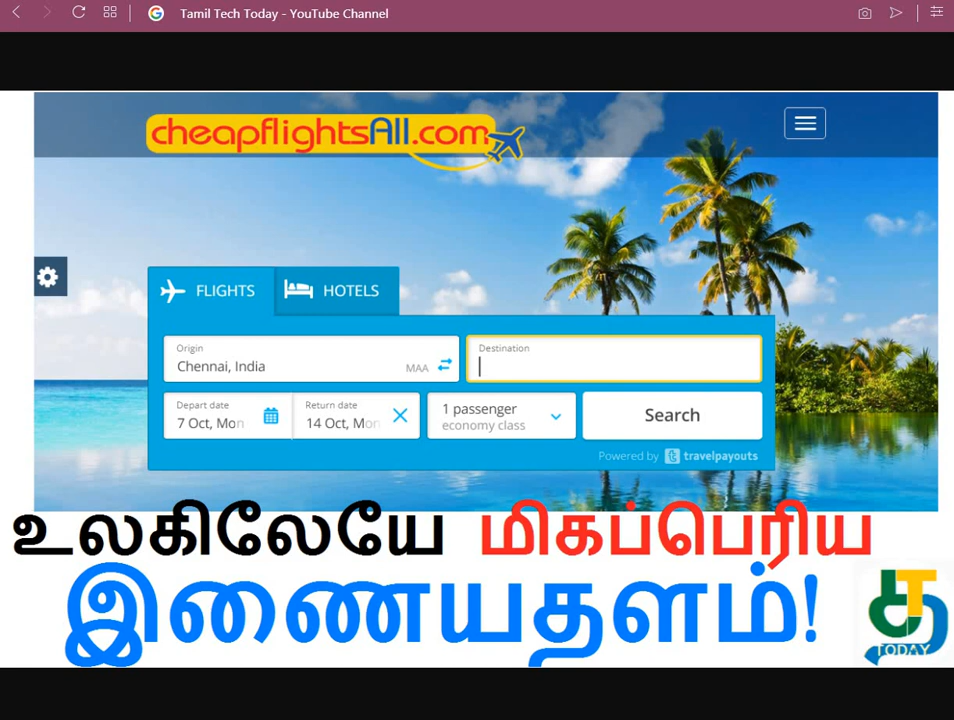 Tamil Tech Today - YouTube Channel
cheapflightsAll.com
FLIGHTS HOTELS
Origin
Chennai, India MAA
Destination
Depart date
7 Oct, Mon
Return date
14 Oct, Mon
1 passenger
economy class
Search
Powered by travelpayouts
உலகிலேயே மிகப்பெரிய
இணையதளம்!
TODAY